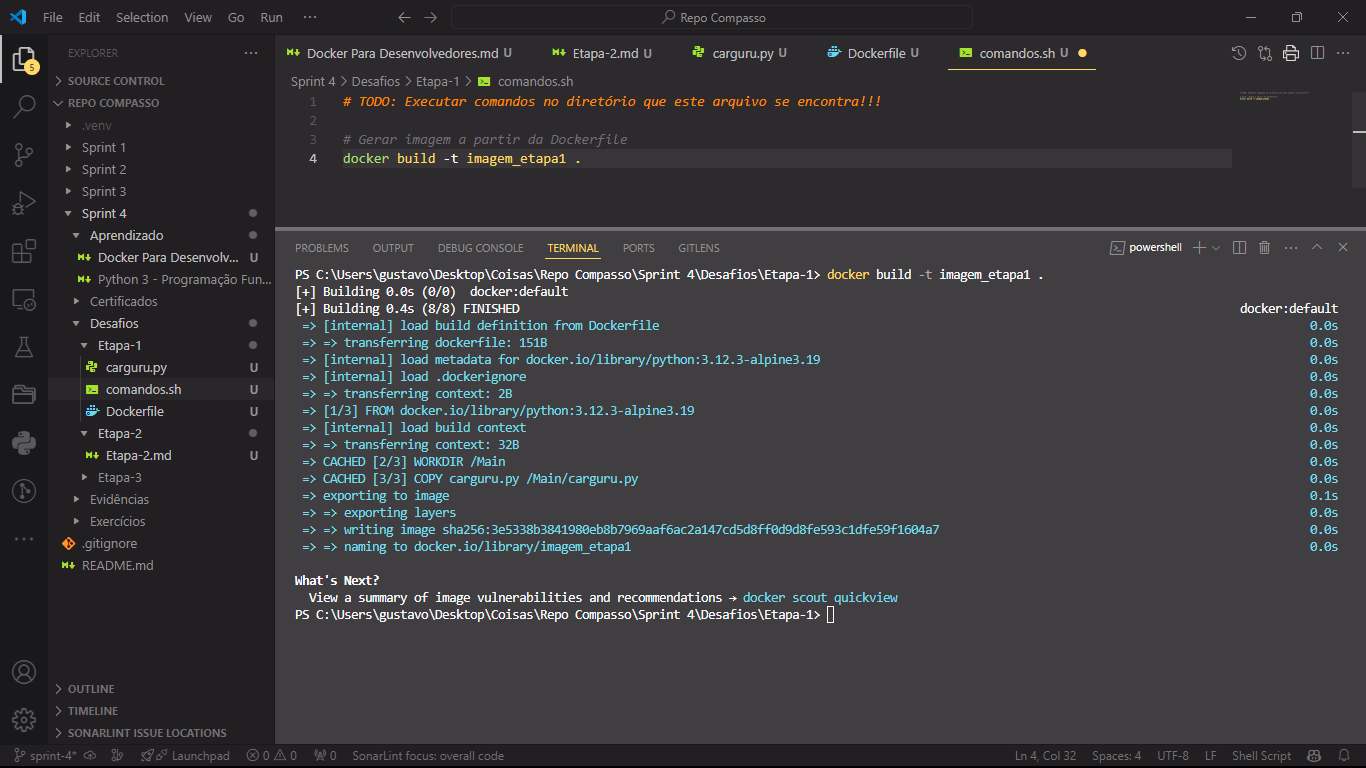 File Edit Selection View Go Run ··· Repo Compasso
EXPLORER ···
SOURCE CONTROL
REPO COMPASSO
.venv
Sprint 1
Sprint 2
Sprint 3
Sprint 4
Aprendizado
Docker Para Desenvolv... U
Python 3 - Programação Fun...
Certificados
Desafios
Etapa-1
carguru.py U
comandos.sh U
Dockerfile U
Etapa-2
Etapa-2.md U
Etapa-3
Evidências
Exercícios
.gitignore
README.md
OUTLINE
TIMELINE
SONARLINT ISSUE LOCATIONS
5
Docker Para Desenvolvedores.md U Etapa-2.md U carguru.py U Dockerfile U comandos.sh U
Sprint 4 > Desafios > Etapa-1 > comandos.sh
1 # TODO: Executar comandos no diretório que este arquivo se encontra!!!
2
3 # Gerar imagem a partir da Dockerfile
4 docker build -t imagem_etapa1 .
PROBLEMS OUTPUT DEBUG CONSOLE TERMINAL PORTS GITLENS powershell
PS C:\Users\gustavo\Desktop\Coisas\Repo Compasso\Sprint 4\Desafios\Etapa-1> docker build -t imagem_etapa1 .
[+] Building 0.0s (0/0) docker:default
[+] Building 0.4s (8/8) FINISHED docker:default
=> [internal] load build definition from Dockerfile 0.0s
=> => transferring dockerfile: 151B 0.0s
=> [internal] load metadata for docker.io/library/python:3.12.3-alpine3.19 0.0s
=> [internal] load .dockerignore 0.0s
=> => transferring context: 2B 0.0s
=> [1/3] FROM docker.io/library/python:3.12.3-alpine3.19 0.0s
=> [internal] load build context 0.0s
=> => transferring context: 32B 0.0s
=> CACHED [2/3] WORKDIR /Main 0.0s
=> CACHED [3/3] COPY carguru.py /Main/carguru.py 0.0s
=> exporting to image 0.1s
=> => exporting layers 0.0s
=> => writing image sha256:3e5338b3841980eb8b7969aaf6ac2a147cd5d8ff0d9d8fe593c1dfe59f1604a7 0.0s
=> => naming to docker.io/library/imagem_etapa1 0.0s
What's Next?
View a summary of image vulnerabilities and recommendations → docker scout quickview
PS C:\Users\gustavo\Desktop\Coisas\Repo Compasso\Sprint 4\Desafios\Etapa-1>
sprint-4* Launchpad 0 0 0 SonarLint focus: overall code Ln 4, Col 32 Spaces: 4 UTF-8 LF Shell Script